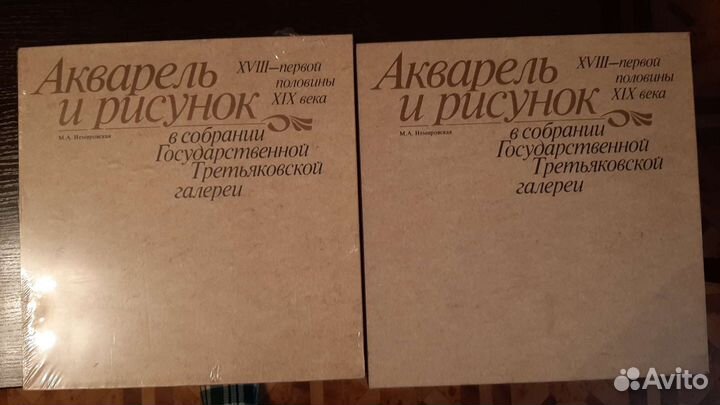 Акварель
и рисунок
XVIII—первой
половины
XIX века
М.А. Немировская
в собрании
Государственной
Третьяковской
галереи
Акварель
и рисунок
XVIII—первой
половины
XIX века
М.А. Немировская
в собрании
Государственной
Третьяковской
галереи
Avito